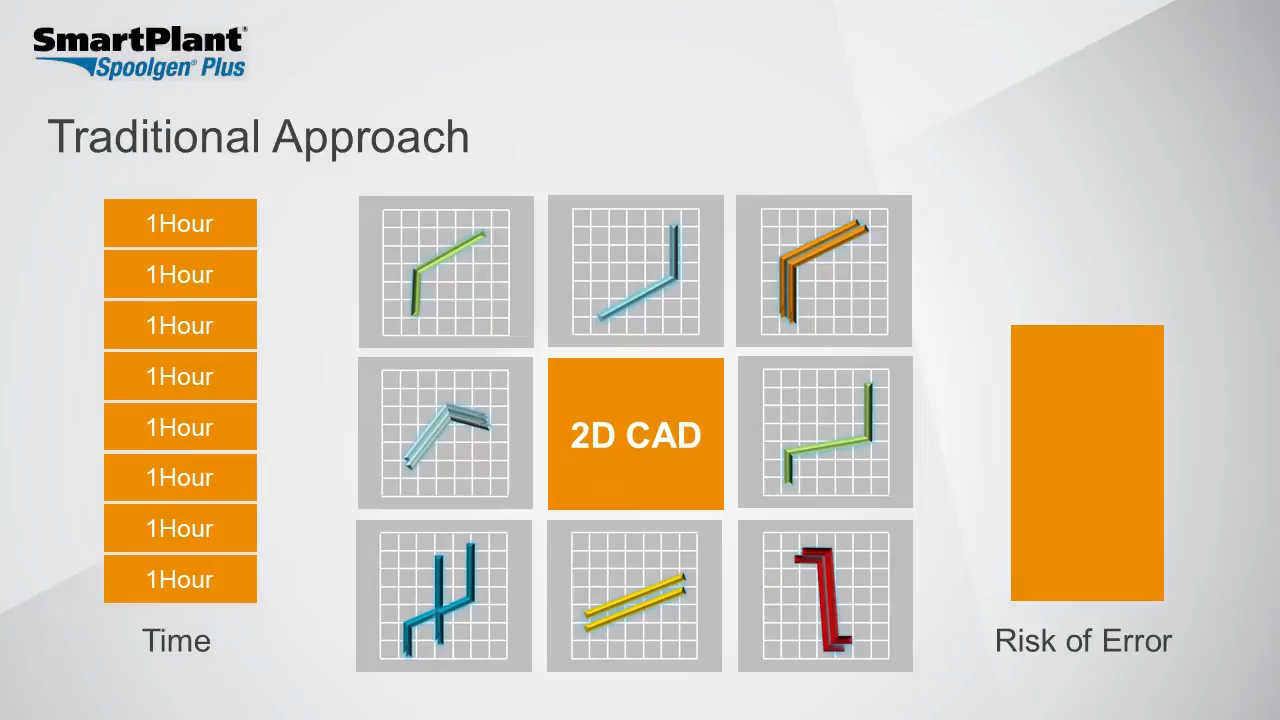 SmartPlant®
Spoolgen® Plus
Traditional Approach
1Hour
1Hour
1Hour
1Hour
1Hour
1Hour
1Hour
1Hour
Time
2D CAD
Risk of Error